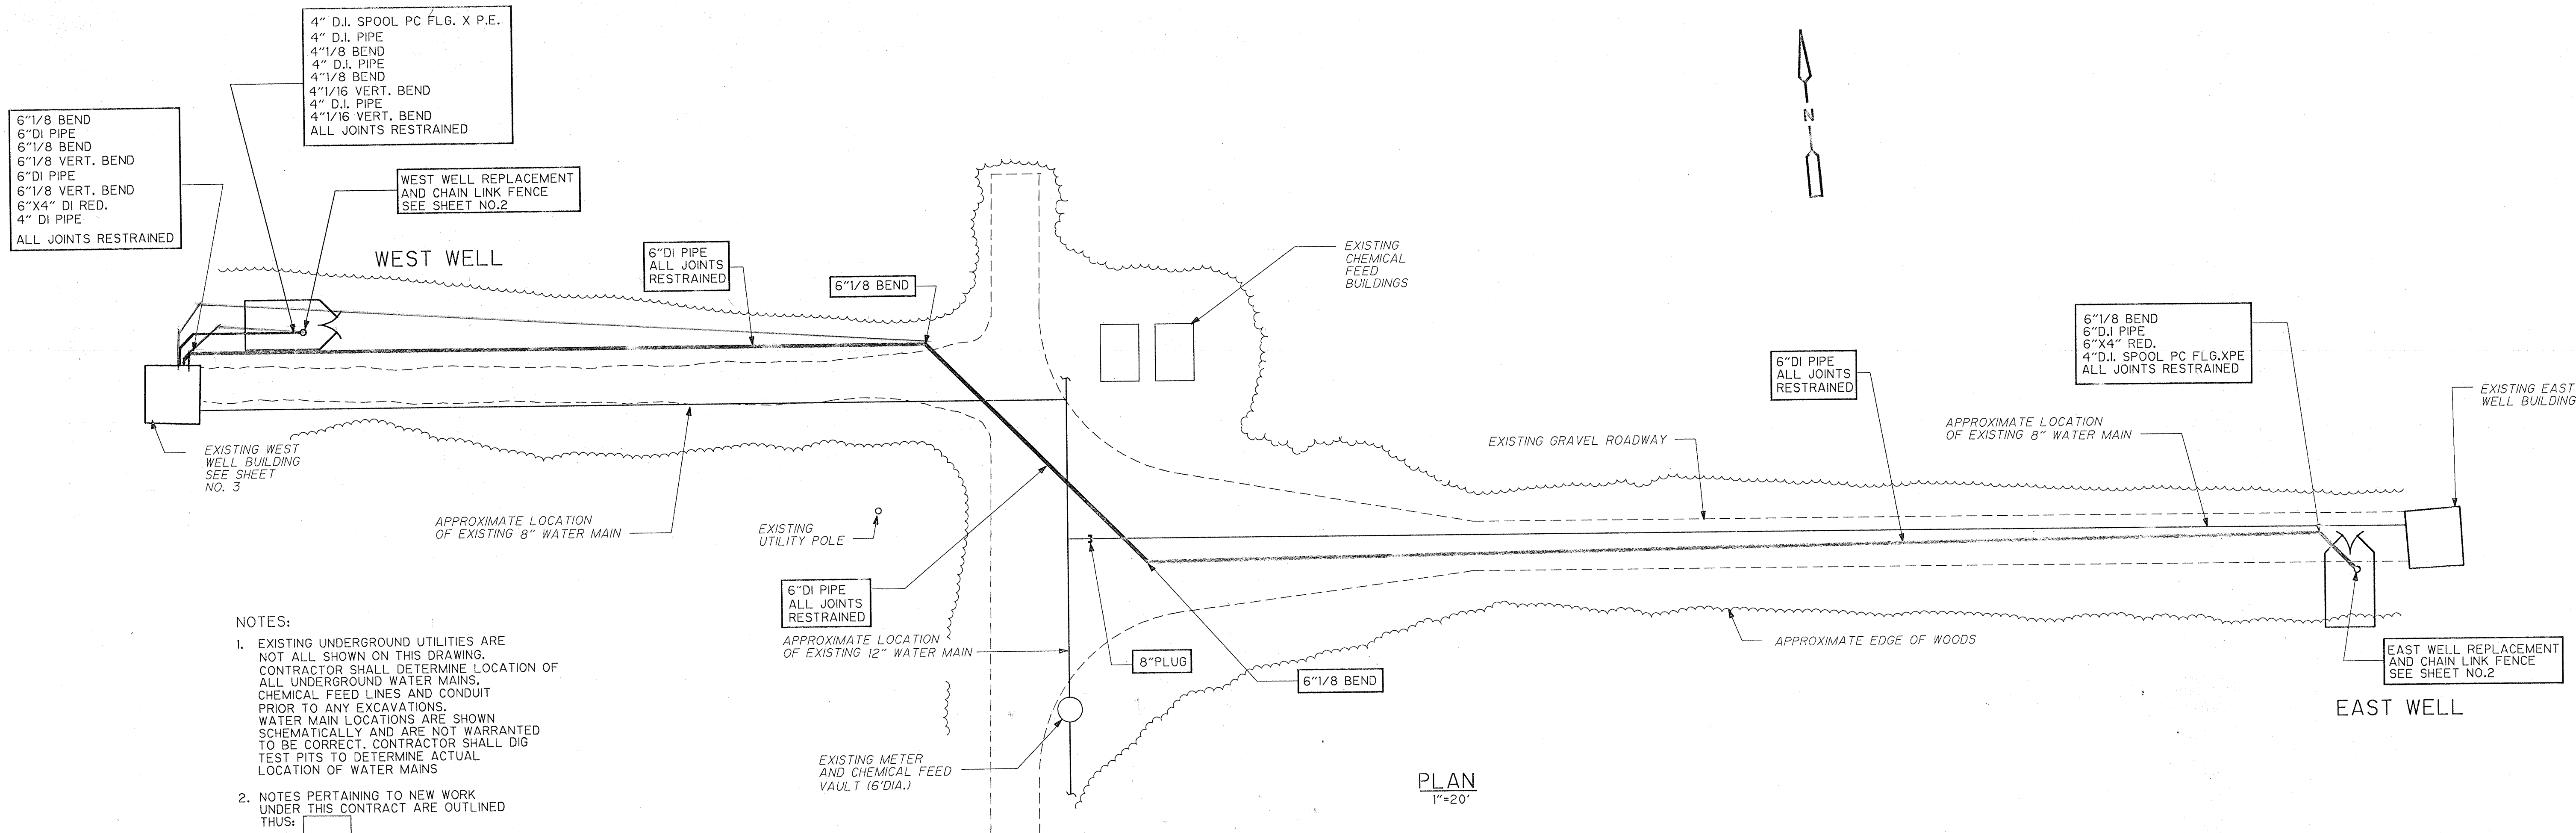 4" D.I. SPOOL PC FLG. X P.E.
4" D.I. PIPE
4"1/8 BEND
4" D.I. PIPE
4"1/8 BEND
4"1/16 VERT. BEND
4" D.I. PIPE
4"1/16 VERT. BEND
ALL JOINTS RESTRAINED
6"1/8 BEND
6"DI PIPE
6"1/8 BEND
6"1/8 VERT. BEND
6"DI PIPE
6"1/8 VERT. BEND
6"X4" DI RED.
4" DI PIPE
ALL JOINTS RESTRAINED
WEST WELL REPLACEMENT
AND CHAIN LINK FENCE
SEE SHEET NO.2
N
WEST WELL
6"DI PIPE
ALL JOINTS
RESTRAINED
6"1/8 BEND
EXISTING
CHEMICAL
FEED
BUILDINGS
6"1/8 BEND
6"D.I PIPE
6"X4" RED.
4"D.I. SPOOL PC FLG.XPE
ALL JOINTS RESTRAINED
6"DI PIPE
ALL JOINTS
RESTRAINED
EXISTING EAST
WELL BUILDING
APPROXIMATE LOCATION
OF EXISTING 8" WATER MAIN
EXISTING GRAVEL ROADWAY
EXISTING WEST
WELL BUILDING
SEE SHEET
NO. 3
APPROXIMATE LOCATION
OF EXISTING 8" WATER MAIN
EXISTING
UTILITY POLE
6"DI PIPE
ALL JOINTS
RESTRAINED
APPROXIMATE LOCATION
OF EXISTING 12" WATER MAIN
8"PLUG
6"1/8 BEND
APPROXIMATE EDGE OF WOODS
EAST WELL REPLACEMENT
AND CHAIN LINK FENCE
SEE SHEET NO.2
EAST WELL
EXISTING METER
AND CHEMICAL FEED
VAULT (6'DIA.)
NOTES:
1. EXISTING UNDERGROUND UTILITIES ARE
NOT ALL SHOWN ON THIS DRAWING.
CONTRACTOR SHALL DETERMINE LOCATION OF
ALL UNDERGROUND WATER MAINS,
CHEMICAL FEED LINES AND CONDUIT
PRIOR TO ANY EXCAVATIONS.
WATER MAIN LOCATIONS ARE SHOWN
SCHEMATICALLY AND ARE NOT WARRANTED
TO BE CORRECT. CONTRACTOR SHALL DIG
TEST PITS TO DETERMINE ACTUAL
LOCATION OF WATER MAINS
2. NOTES PERTAINING TO NEW WORK
UNDER THIS CONTRACT ARE OUTLINED
THUS:
PLAN
1"=20'